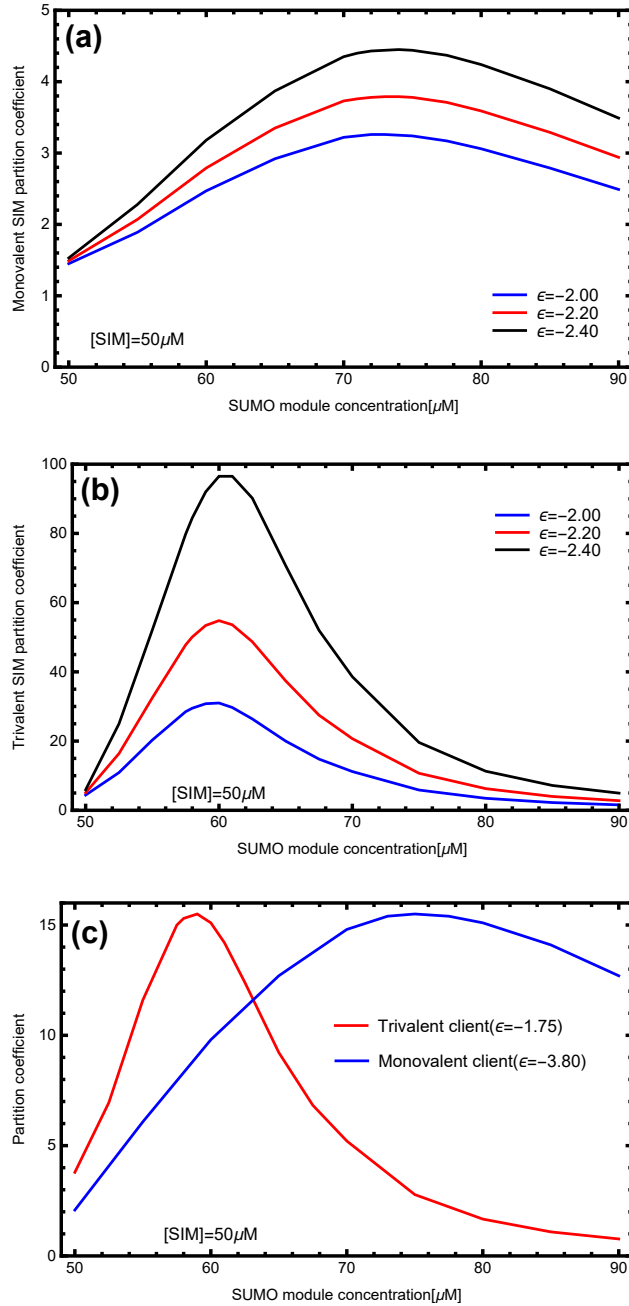 (a)
Monovalent SIM partition coefficient
5
4
3
2
1
0
ϵ=−2.00
ϵ=−2.20
ϵ=−2.40
[SIM]=50μM
50 60 70 80 90
SUMO module concentration[μM]
(b)
Trivalent SIM partition coefficient
100
80
60
40
20
0
ϵ=−2.00
ϵ=−2.20
ϵ=−2.40
[SIM]=50μM
50 60 70 80 90
SUMO module concentration[μM]
(c)
Partition coefficient
15
10
5
0
Trivalent client(ϵ=−1.75)
Monovalent client(ϵ=−3.80)
[SIM]=50μM
50 60 70 80 90
SUMO module concentration[μM]